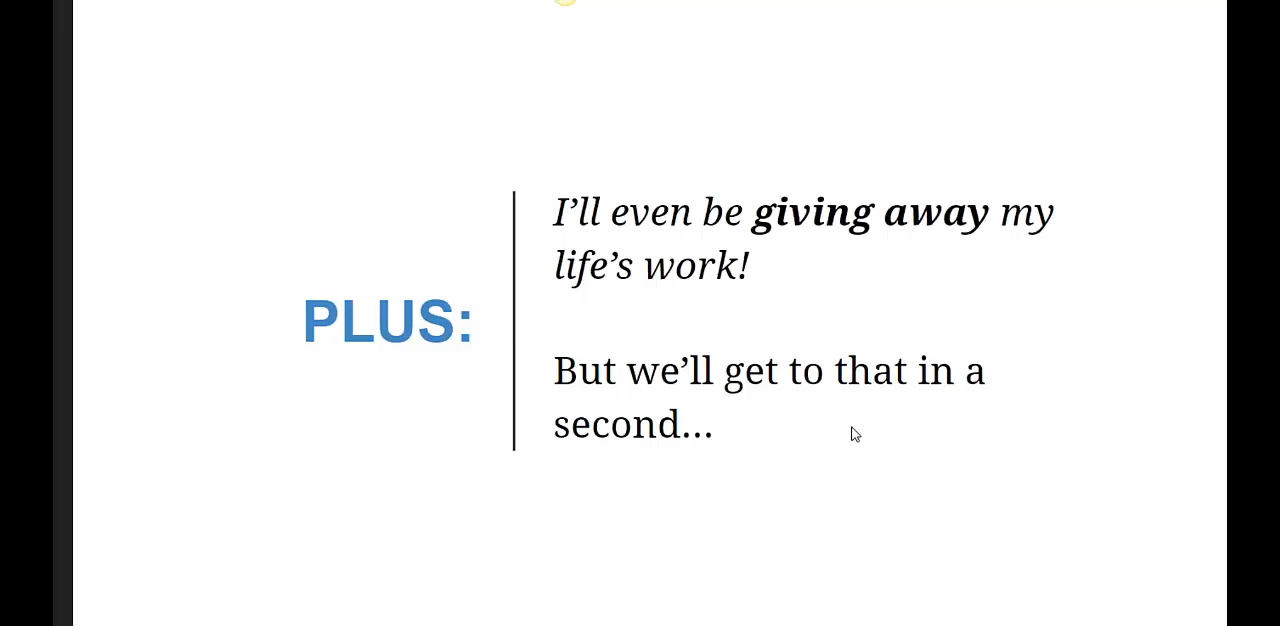 PLUS:
I’ll even be giving away my
life’s work!
But we’ll get to that in a
second…